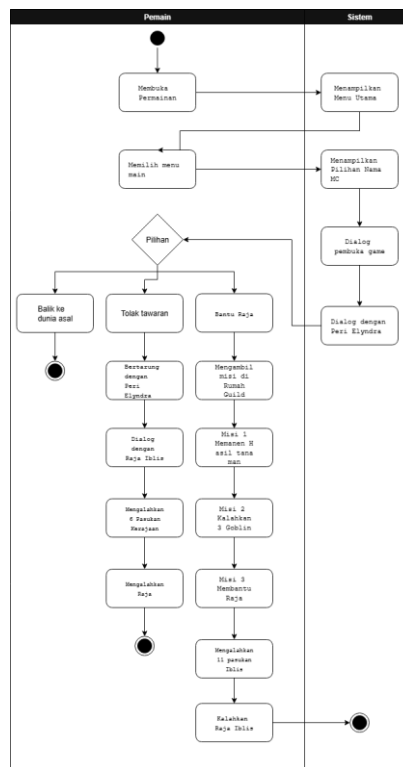 Pemain
Sistem
Membuka
Permainan
Menampilkan
Menu Utama
Memilih menu
main
Menampilkan
Pilihan Nama
MC
Dialog
pembuka game
Dialog dengan
Peri Elyndra
Pilihan
Balik ke
dunia asal
Tolak tawaran
Bantu Raja
Bertarung
dengan
Peri
Elyndra
Dialog
dengan
Raja Iblis
Mengalahkan
6 Pasukan
Kerajaan
Mengalahkan
Raja
Mengambil
misi di
Rumah
Guild
Misi 1
Memanen H
asil tana
man
Misi 2
Kalahkan
3 Goblin
Misi 3
Membantu
Raja
Mengalahkan
11 pasukan
Iblis
Kalahkan
Raja Iblis